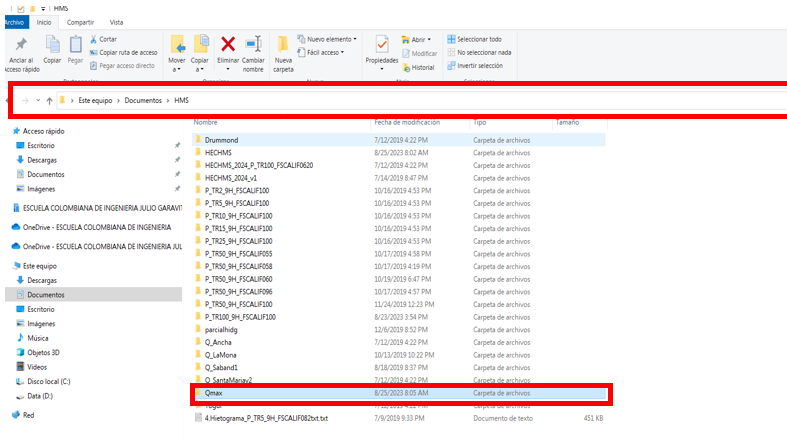 HMS
Archivo Inicio Compartir Vista
Anclar al Acceso rápido
Copiar
Pegar
Cortar
Copiar ruta de acceso
Pegar acceso directo
Mover a
Copiar a
Eliminar
Cambiar nombre
Nueva carpeta
Nuevo elemento
Fácil acceso
Propiedades
Abrir
Modificar
Historial
Seleccionar todo
No seleccionar nada
Invertir selección
Este equipo > Documentos > HMS
Nombre Fecha de modificación Tipo Tamaño
Acceso rápido
Escritorio
Descargas
Documentos
Imágenes
ESCUELA COLOMBIANA DE INGENIERIA JULIO GARAVIT
OneDrive - ESCUELA COLOMBIANA DE INGENIERIA
OneDrive - ESCUELA COLOMBIANA DE INGENIERIA JUL
Este equipo
Descargas
Documentos
Escritorio
Imágenes
Música
Objetos 3D
Vídeos
Disco local (C:)
Data (D:)
Red
Drummond 7/12/2019 4:22 PM Carpeta de archivos
HECHMS 8/25/2023 8:02 AM Carpeta de archivos
HECHMS_2024_P_TR100_FSCALIF0620 7/12/2019 4:22 PM Carpeta de archivos
HECHMS_2024_v1 7/14/2019 8:47 PM Carpeta de archivos
P_TR2_9H_FSCALIF100 10/16/2019 4:53 PM Carpeta de archivos
P_TR5_9H_FSCALIF100 10/16/2019 4:53 PM Carpeta de archivos
P_TR10_9H_FSCALIF100 10/16/2019 4:53 PM Carpeta de archivos
P_TR15_9H_FSCALIF100 10/16/2019 4:53 PM Carpeta de archivos
P_TR25_9H_FSCALIF100 10/16/2019 4:53 PM Carpeta de archivos
P_TR50_9H_FSCALIF055 10/17/2019 4:58 PM Carpeta de archivos
P_TR50_9H_FSCALIF058 10/17/2019 4:19 PM Carpeta de archivos
P_TR50_9H_FSCALIF060 10/19/2019 6:47 PM Carpeta de archivos
P_TR50_9H_FSCALIF096 10/17/2019 4:57 PM Carpeta de archivos
P_TR50_9H_FSCALIF100 11/24/2019 12:23 PM Carpeta de archivos
P_TR100_9H_FSCALIF100 8/23/2023 3:54 PM Carpeta de archivos
parcialhidg 12/6/2019 8:52 PM Carpeta de archivos
Q_Ancha 7/12/2019 4:22 PM Carpeta de archivos
Q_LaMona 10/13/2019 10:22 PM Carpeta de archivos
Q_Saband1 8/18/2019 8:37 PM Carpeta de archivos
Q_SantaMariav2 7/12/2019 4:22 PM Carpeta de archivos
Qmax 8/25/2023 8:05 AM Carpeta de archivos
4.Hietograma_P_TR5_9H_FSCALIF082txt.txt 7/9/2019 9:33 PM Documento de texto 451 KB